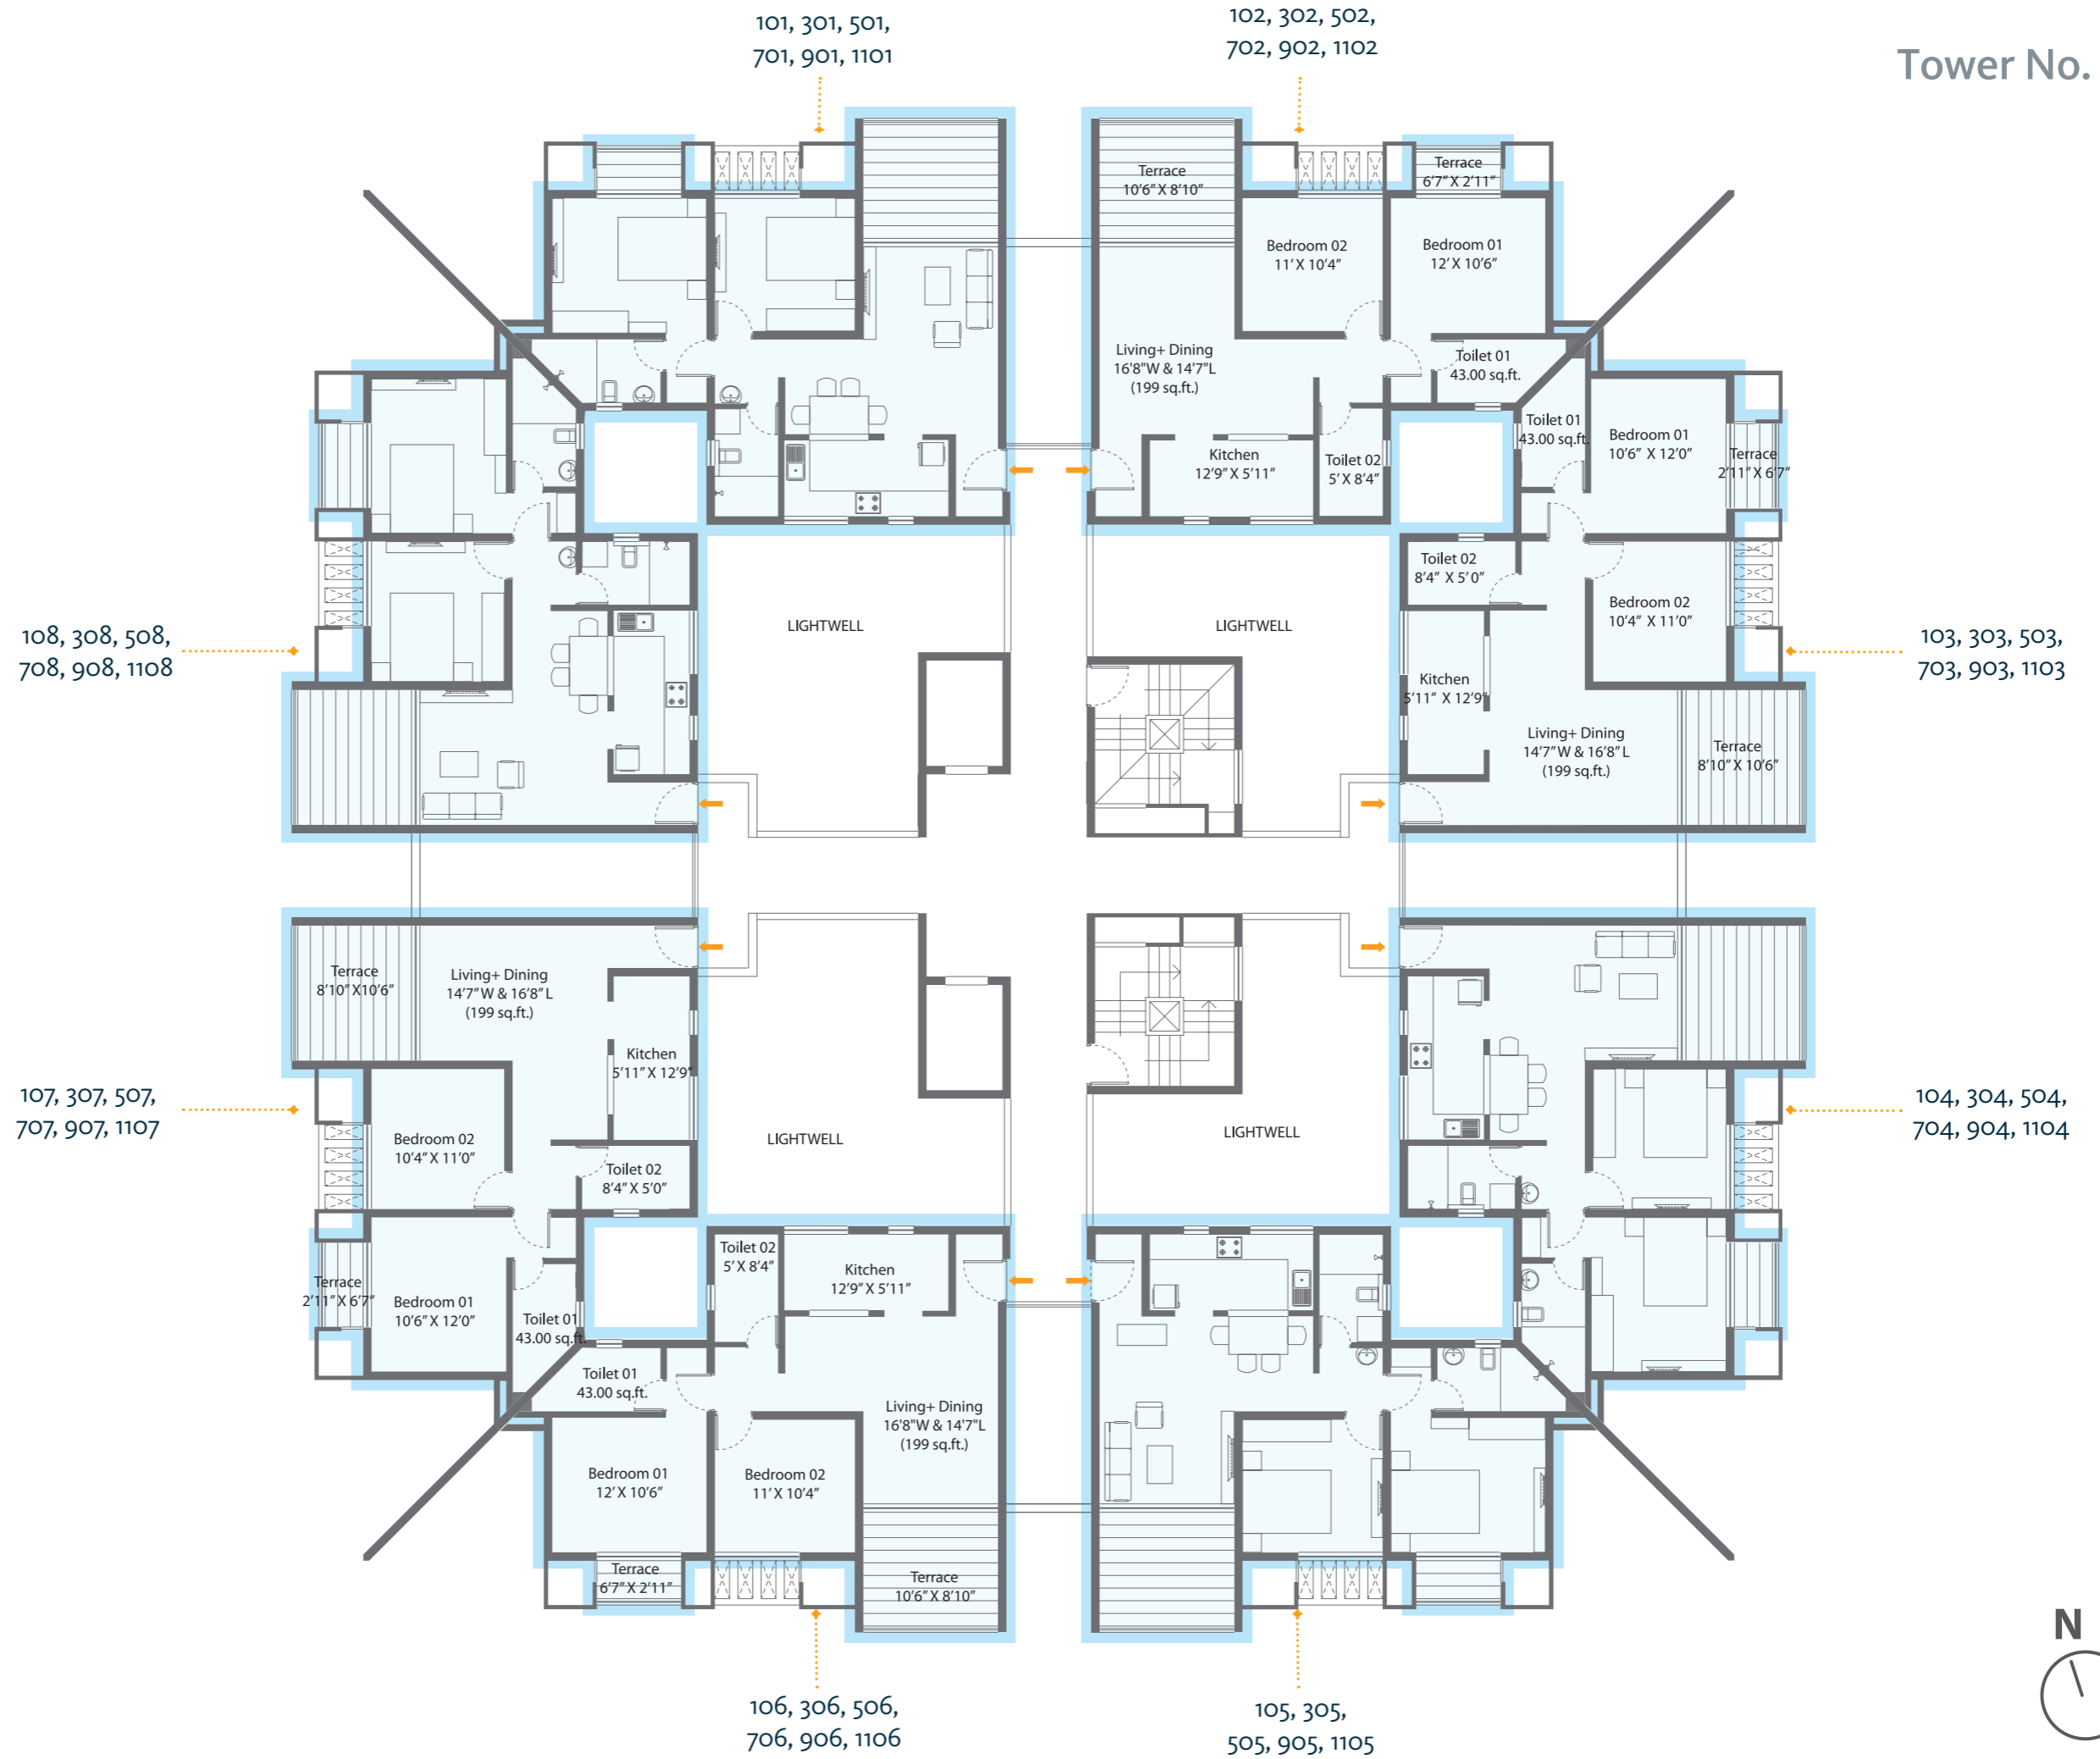 101, 301, 501,
701, 901, 1101
102, 302, 502,
702, 902, 1102
Tower No.
Terrace
10'6" X 8'10"
Terrace
6'7" X 2'11"
Bedroom 02
11' X 10'4"
Bedroom 01
12' X 10'6"
Living+ Dining
16'8"W & 14'7"L
(199 sq.ft.)
Toilet 01
43.00 sq.ft.
Kitchen
12'9" X 5'11"
Toilet 02
5' X 8'4"
Toilet 01
43.00 sq.ft.
Bedroom 01
10'6" X 12'0"
Terrace
2'11" X 6'7"
Toilet 02
8'4" X 5'0"
Bedroom 02
10'4" X 11'0"
LIGHTWELL
LIGHTWELL
108, 308, 508,
708, 908, 1108
103, 303, 503,
703, 903, 1103
Kitchen
5'11" X 12'9"
Living+ Dining
14'7"W & 16'8"L
(199 sq.ft.)
Terrace
8'10" X 10'6"
Terrace
8'10" X10'6"
Living+ Dining
14'7"W & 16'8"L
(199 sq.ft.)
Kitchen
5'11" X 12'9"
107, 307, 507,
707, 907, 1107
104, 304, 504,
704, 904, 1104
Bedroom 02
10'4" X 11'0"
LIGHTWELL
LIGHTWELL
Toilet 02
8'4" X 5'0"
Terrace
2'11" X 6'7"
Bedroom 01
10'6" X 12'0"
Toilet 01
43.00 sq.ft.
Toilet 02
5' X 8'4"
Kitchen
12'9" X 5'11"
Toilet 01
43.00 sq.ft.
Living+ Dining
16'8"W & 14'7"L
(199 sq.ft.)
Bedroom 01
12' X 10'6"
Bedroom 02
11' X 10'4"
Terrace
6'7" X 2'11"
Terrace
10'6" X 8'10"
N
106, 306, 506,
706, 906, 1106
105, 305,
505, 905, 1105